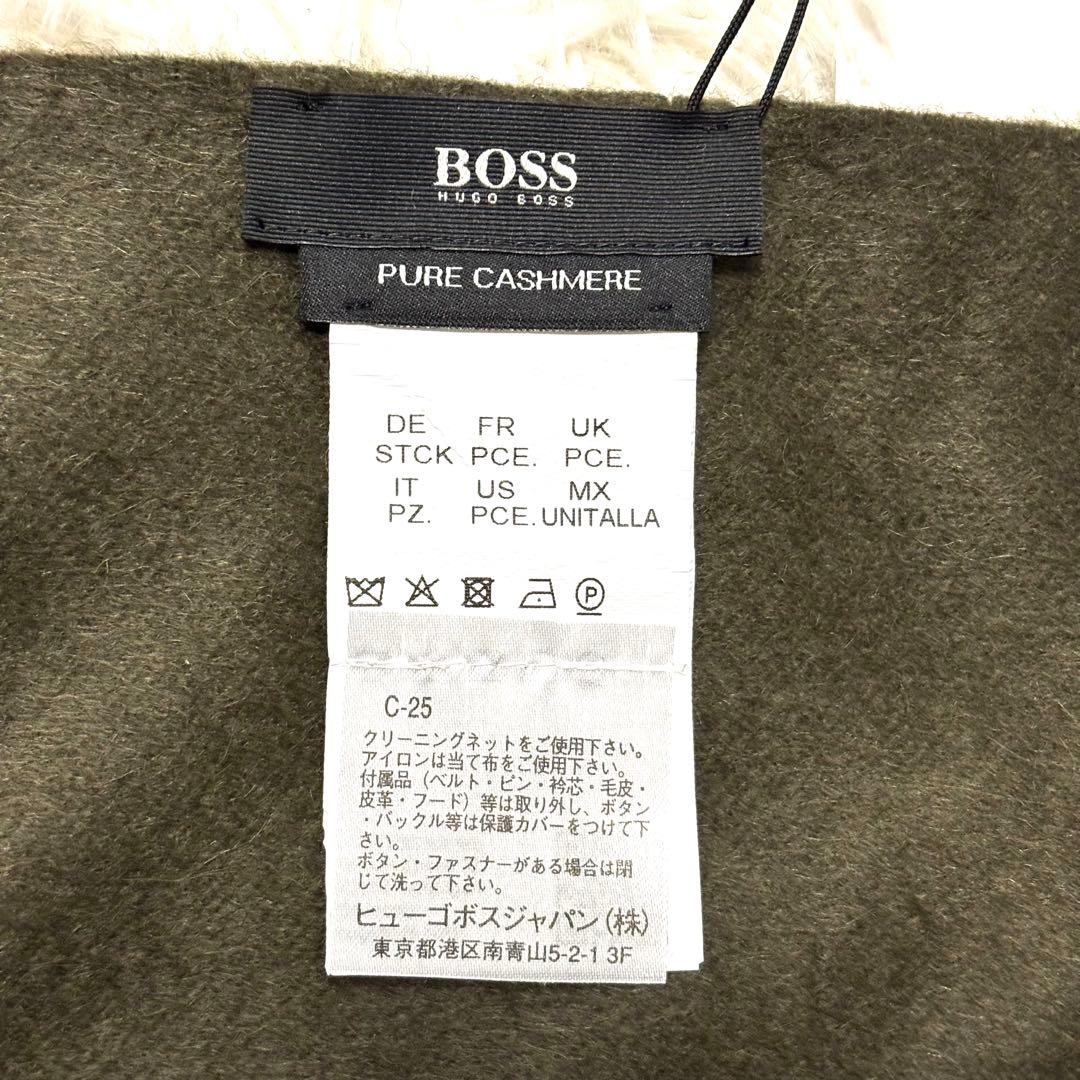 BOSS
HUGO BOSS
PURE CASHMERE
DE FR UK
STCK PCE. PCE.
IT US MX
PZ. PCE. UNITALLA
P
C-25
クリーニングネットをご使用下さい。
アイロンは当て布をご使用下さい。
付属品（ベルト・ピン・衿芯・毛皮・
皮革・フード）等は取り外し、ボタン
・バックル等は保護カバーをつけて下
さい。
ボタン・ファスナーがある場合は閉
じて洗って下さい。
ヒューゴボスジャパン（株）
東京都港区南青山5-2-1 3F